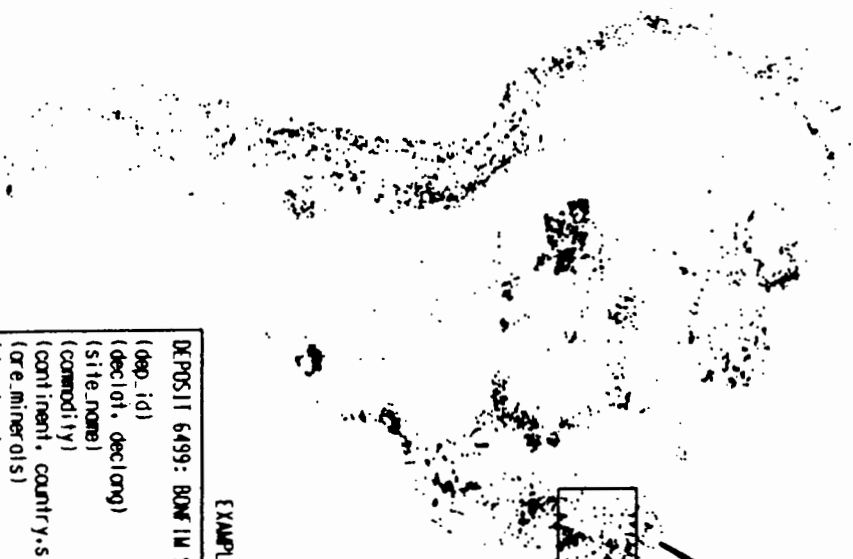 EXAMPL
DEPOSIT 6499: BONFIM
(dep_id)
(declat, declong)
(site_name)
(commodity)
(continent, country,s
(ore_minerals)